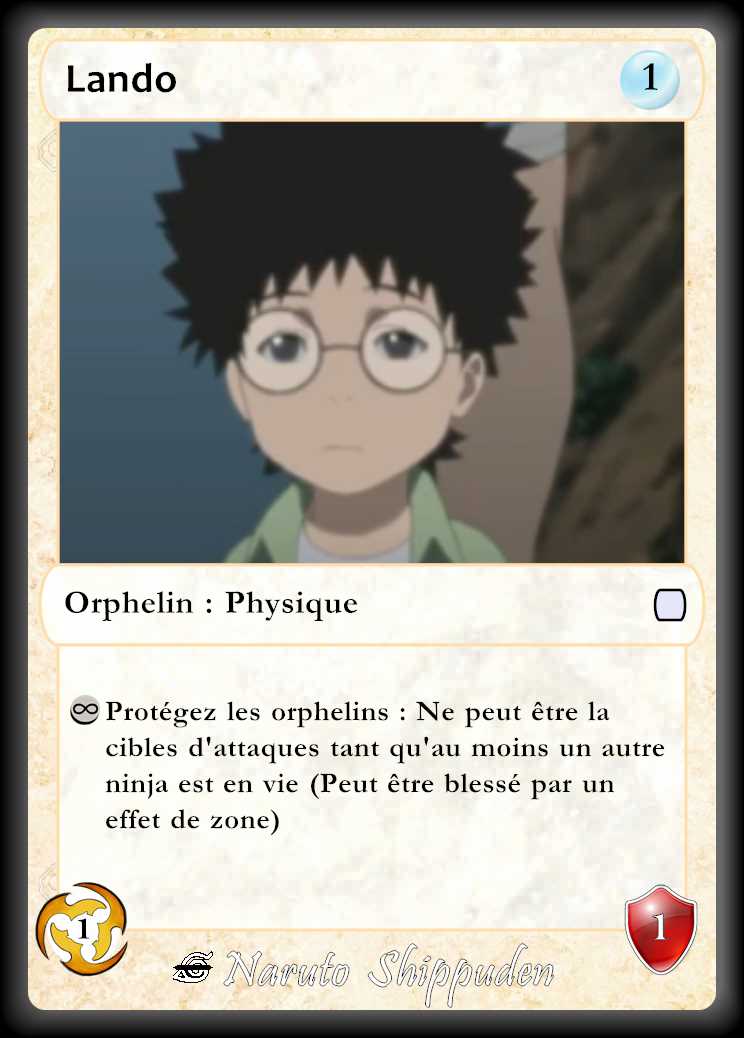 Lando
1
Orphelin : Physique
∞ Protégez les orphelins : Ne peut être la
cibles d'attaques tant qu'au moins un autre
ninja est en vie (Peut être blessé par un
effet de zone)
1
1
Naruto Shippuden